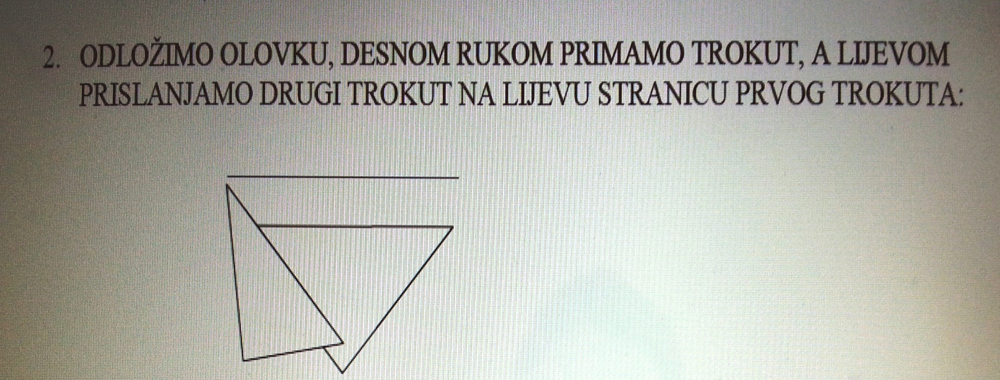 2. ODLOŽIMO OLOVKU, DESNOM RUKOM PRIMAMO TROKUT, A LIJEVOM
PRISLANJAMO DRUGI TROKUT NA LIJEVU STRANICU PRVOG TROKUTA: